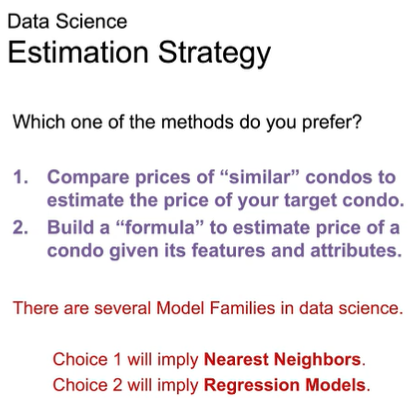 Data Science
Estimation Strategy
Which one of the methods do you prefer?
1. Compare prices of “similar” condos to
estimate the price of your target condo.
2. Build a “formula” to estimate price of a
condo given its features and attributes.
There are several Model Families in data science.
Choice 1 will imply Nearest Neighbors.
Choice 2 will imply Regression Models.